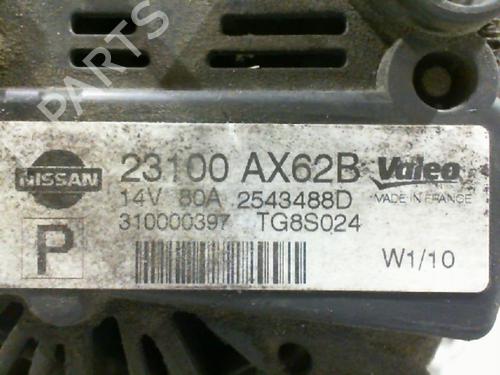 PARTS
NISSAN
23100 AX62B
Valeo
14V 80A 2543488D
MADE IN FRANCE
310000397 TG8S024
P
W1/10